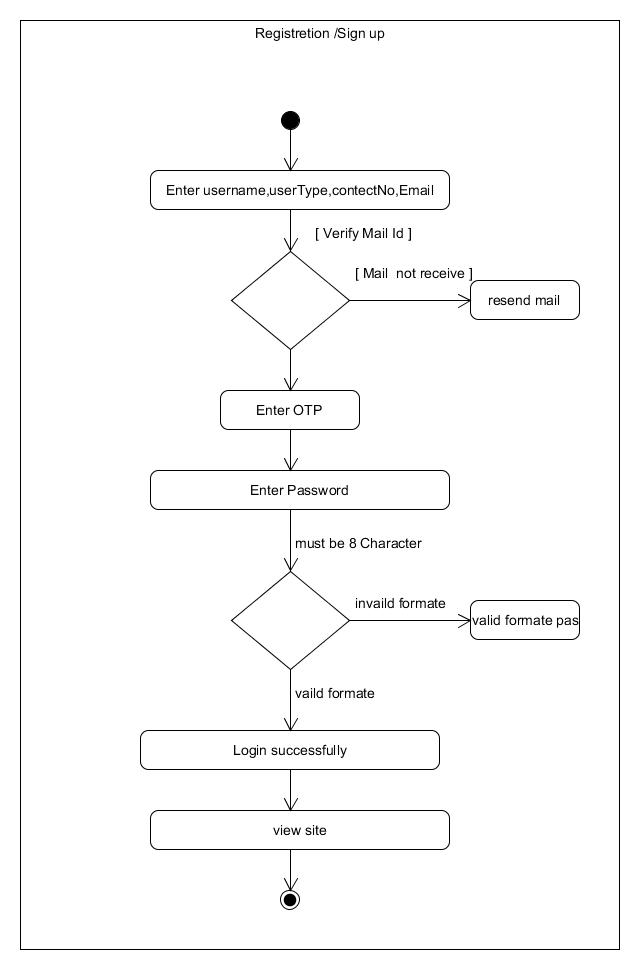 Registretion /Sign up
Enter username,userType,contectNo,Email
[ Verify Mail Id ]
[ Mail  not receive ]
resend mail
Enter OTP
Enter Password
must be 8 Character
invaild formate
valid formate pas
vaild formate
Login successfully
view site